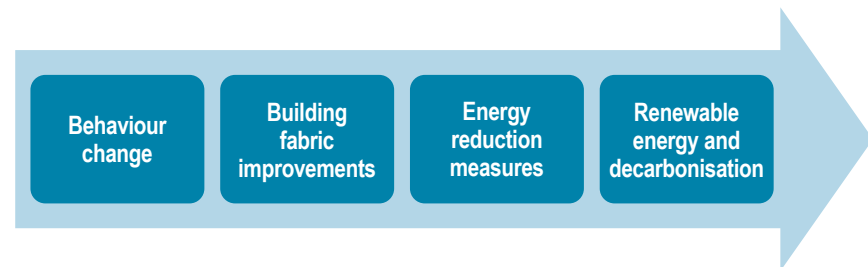 Behaviour
change
Building
fabric
improvements
Energy
reduction
measures
Renewable
energy and
decarbonisation